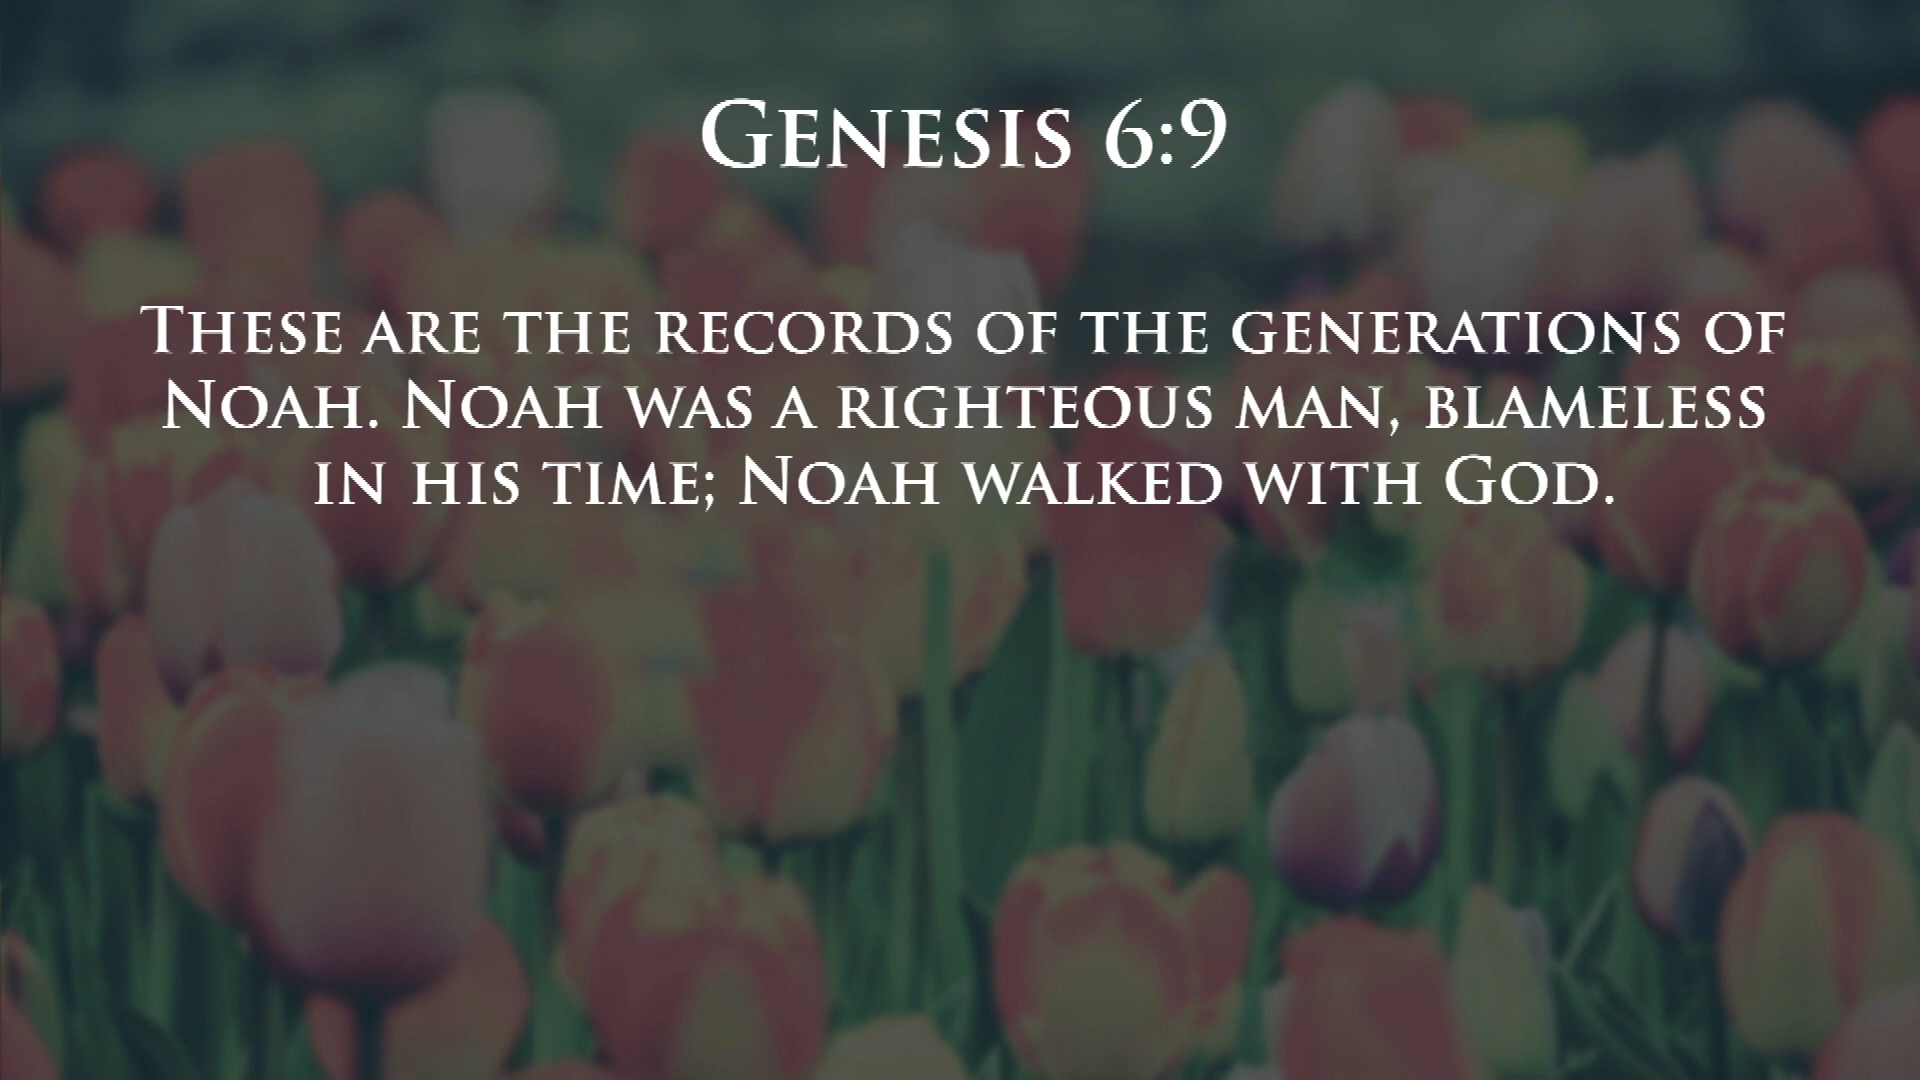 Genesis 6:9
These are the records of the generations of
Noah. Noah was a righteous man, blameless
in his time; Noah walked with God.